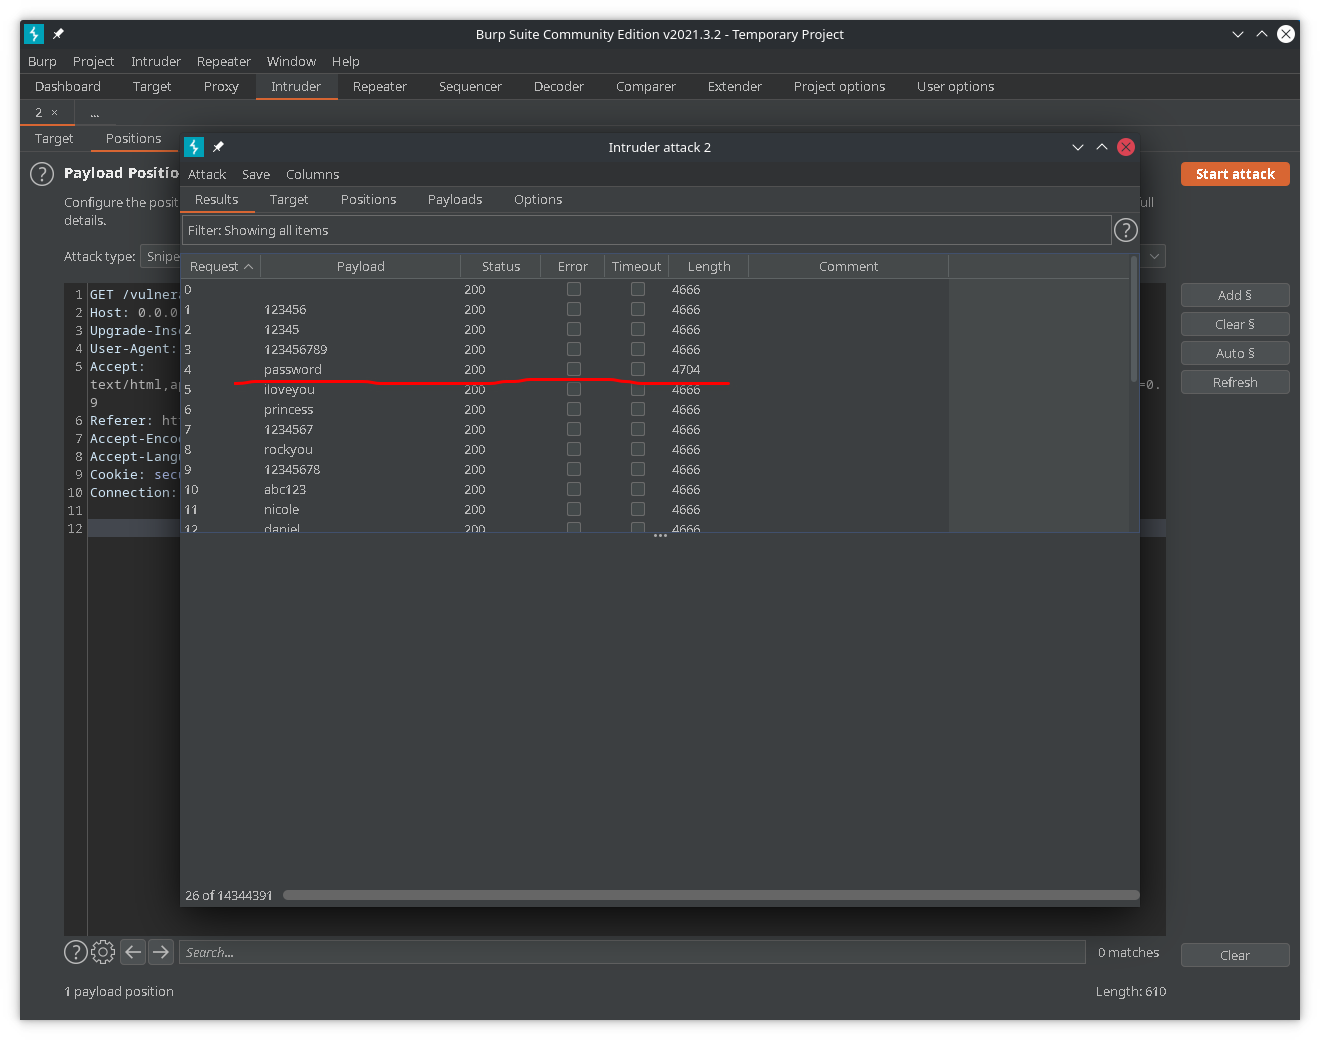 Burp Suite Community Edition v2021.3.2 - Temporary Project
Burp Project Intruder Repeater Window Help
Dashboard Target Proxy Intruder Repeater Sequencer Decoder Comparer Extender Project options User options
2 × ...
Target Positions
Intruder attack 2
? Payload Positio
Start attack
Attack Save Columns
Configure the posit
ull
details.
Results Target Positions Payloads Options
Filter: Showing all items
?
Attack type: Snipe
Request Payload Status Error Timeout Length Comment
0 200 4666
1 123456 200 4666
2 12345 200 4666
3 123456789 200 4666
4 password 200 4704
5 iloveyou 200 4666
6 princess 200 4666
7 1234567 200 4666
8 rockyou 200 4666
9 12345678 200 4666
10 abc123 200 4666
11 nicole 200 4666
12 daniel 200 4666
1 GET /vulnera
2 Host: 0.0.0
3 Upgrade-Inse
4 User-Agent:
5 Accept:
text/html,ap
=0.
9
6 Referer: htt
7 Accept-Enco
8 Accept-Langu
9 Cookie: secu
10 Connection:
11
12
Add §
Clear §
Auto §
Refresh
26 of 14344391
? Search... 0 matches
Clear
1 payload position
Length: 610